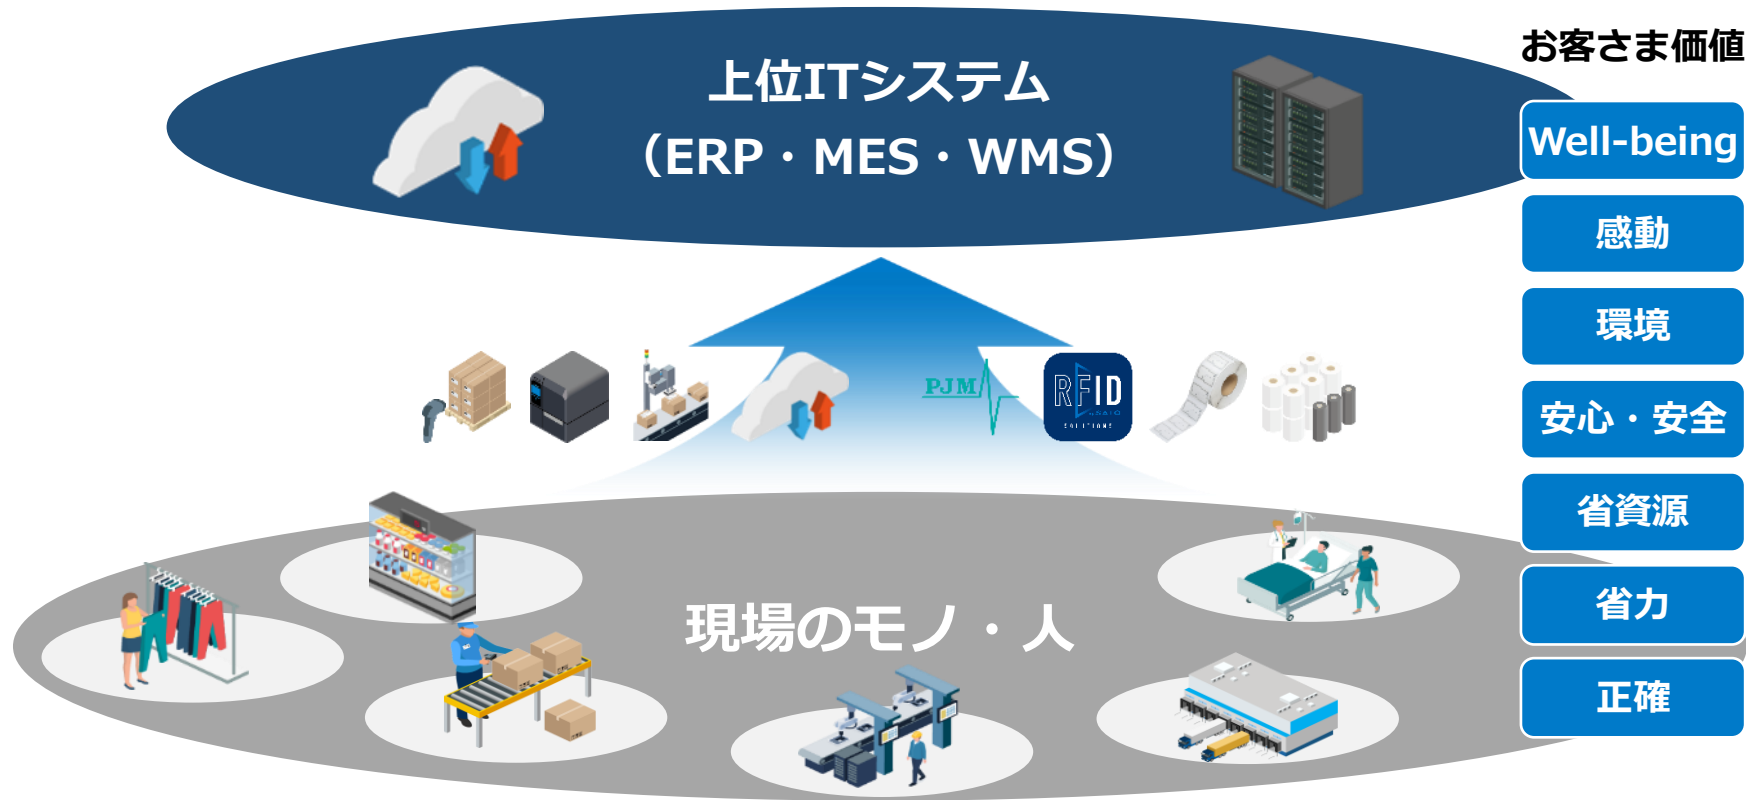 上位ITシステム
（ERP・MES・WMS）
お客さま価値
Well-being
感動
環境
安心・安全
省資源
省力
正確
PJM
RFID
SOLUTIONS
現場のモノ・人